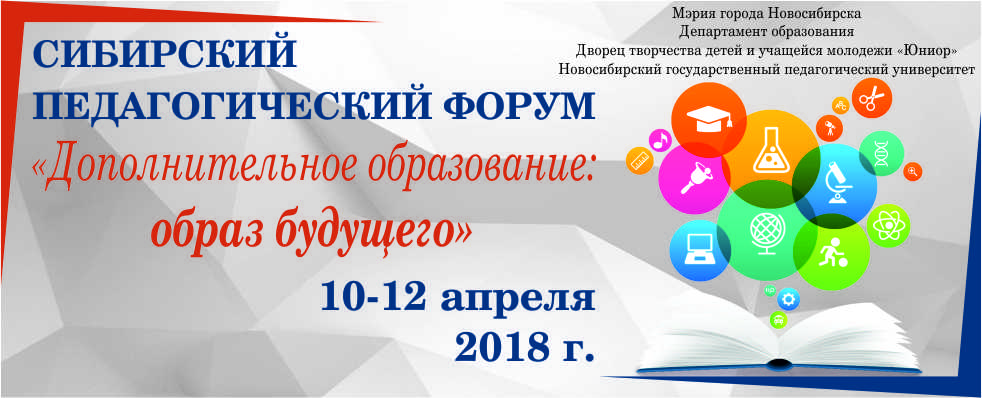 СИБИРСКИЙ
ПЕДАГОГИЧЕСКИЙ ФОРУМ
«Дополнительное образование:
образ будущего»
10-12 апреля
2018 г.
Мэрия города Новосибирска
Департамент образования
Дворец творчества детей и учащейся молодежи «Юниор»
Новосибирский государственный педагогический университет